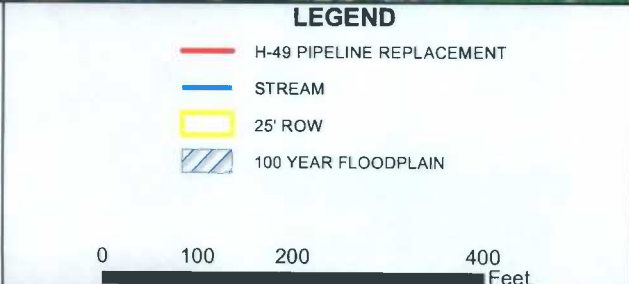 LEGEND
H-49 PIPELINE REPLACEMENT
STREAM
25' ROW
100 YEAR FLOODPLAIN
0 100 200 400
Feet